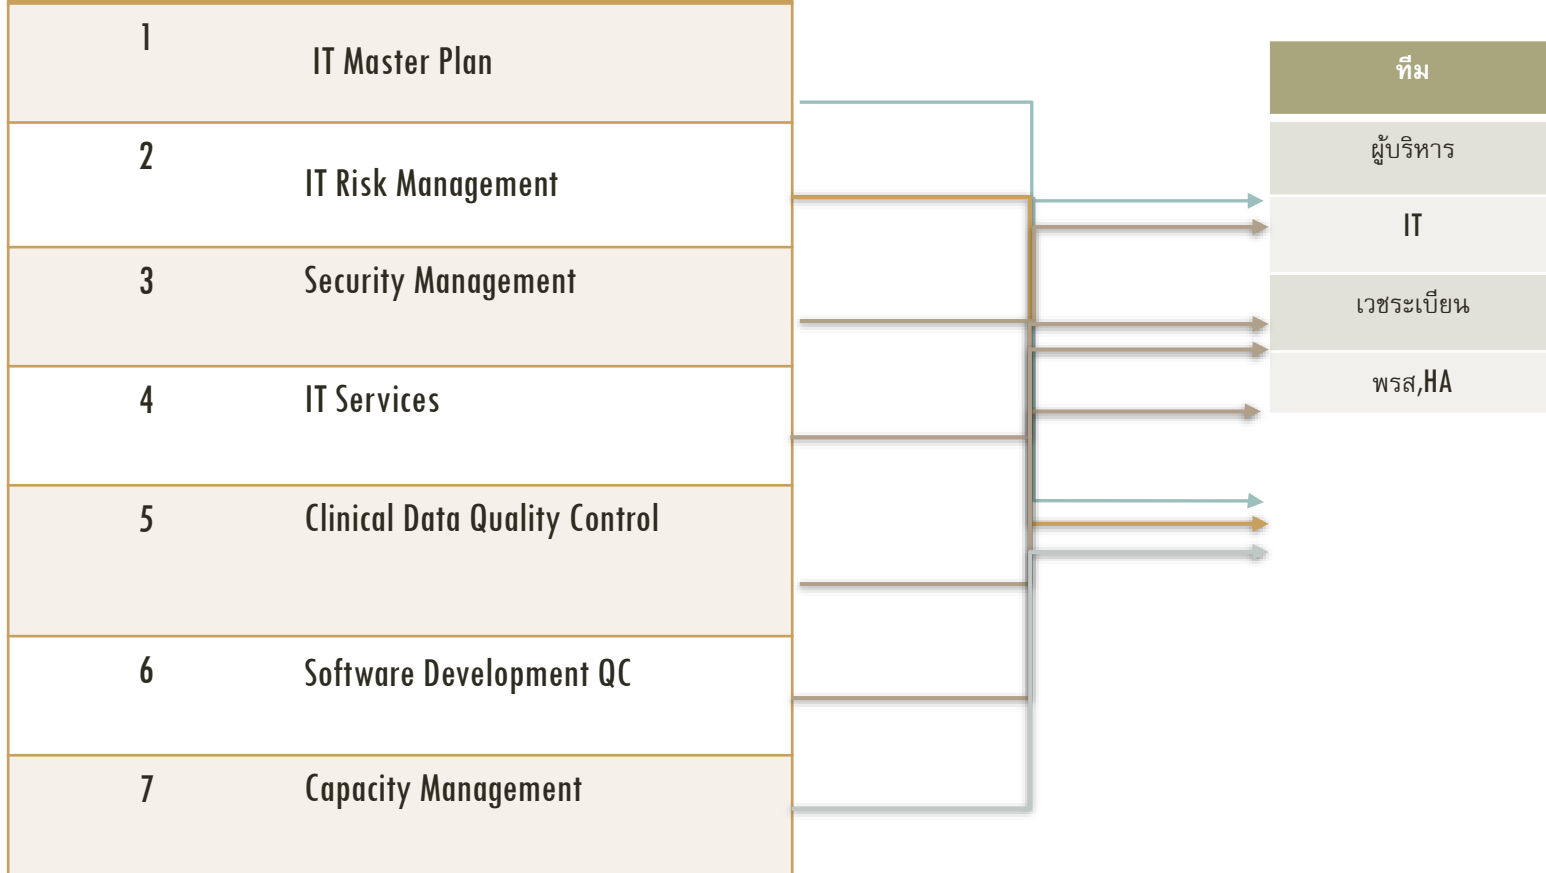 1 IT Master Plan
2 IT Risk Management
3 Security Management
4 IT Services
5 Clinical Data Quality Control
6 Software Development QC
7 Capacity Management
ทีม
ผู้บริหาร
IT
เวชระเบียน
พรส,HA